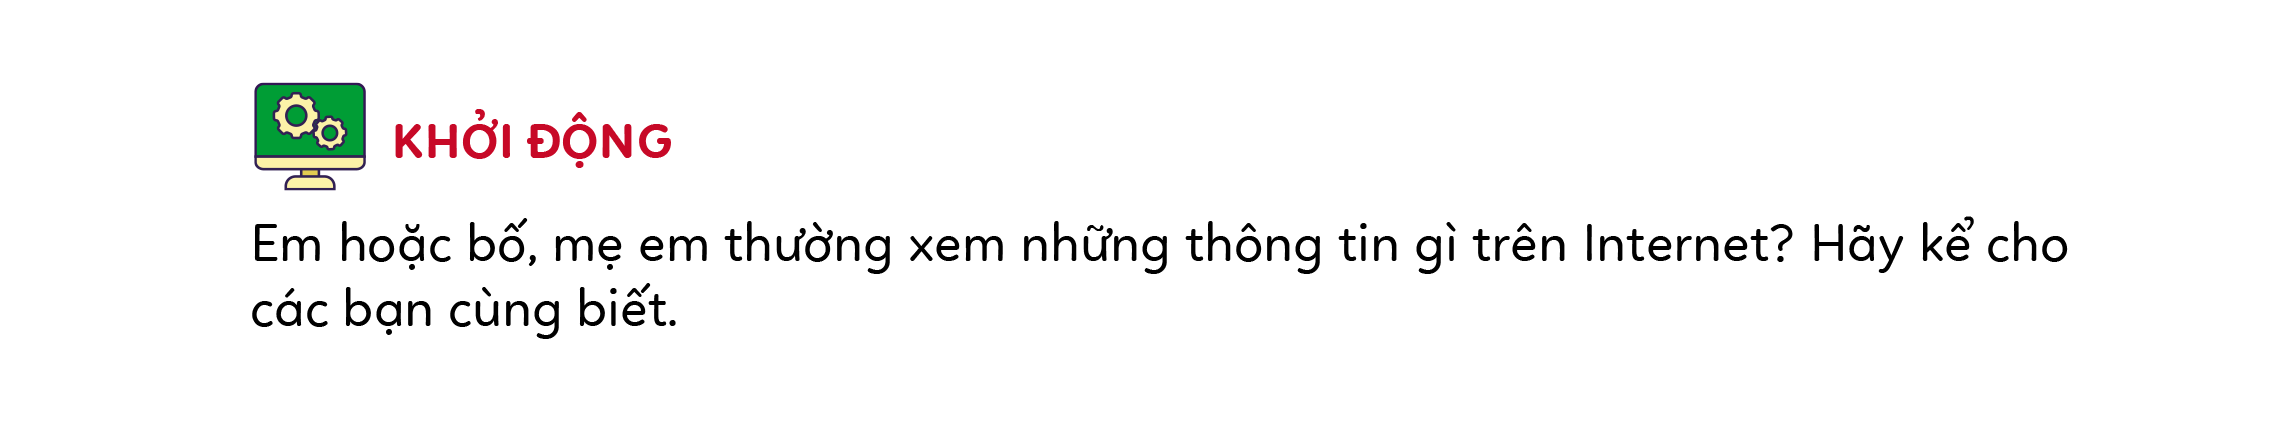 KHỞI ĐỘNG
Em hoặc bố, mẹ em thường xem những thông tin gì trên Internet? Hãy kể cho
các bạn cùng biết.